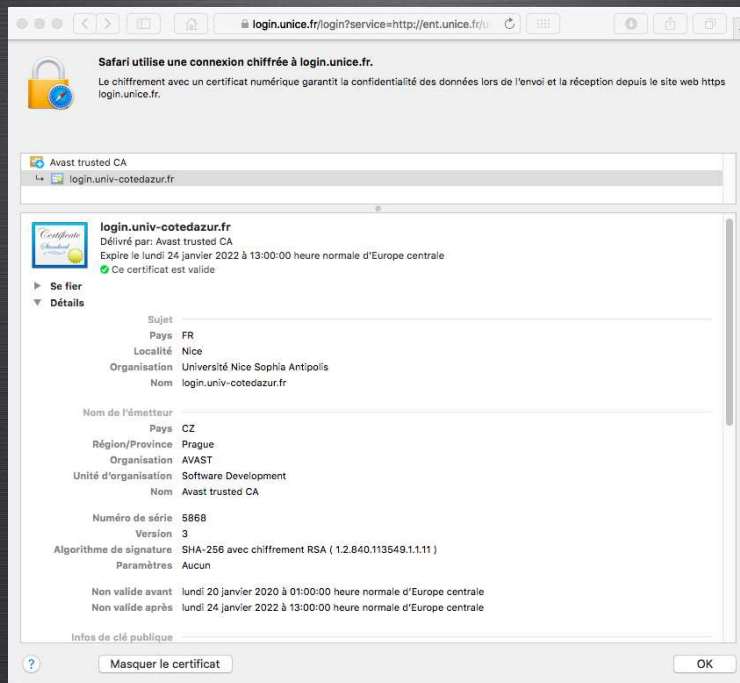 login.unice.fr/login?service=http://ent.unice.fr/u
Safari utilise une connexion chiffrée à login.unice.fr.
Le chiffrement avec un certificat numérique garantit la confidentialité des données lors de l'envoi et la réception depuis le site web https
login.unice.fr.
Avast trusted CA
login.univ-cotedazur.fr
Certificate
Standard
login.univ-cotedazur.fr
Délivré par: Avast trusted CA
Expire le lundi 24 janvier 2022 à 13:00:00 heure normale d'Europe centrale
Ce certificat est valide
Se fier
Détails
Sujet
Pays FR
Localité Nice
Organisation Université Nice Sophia Antipolis
Nom login.univ-cotedazur.fr
Nom de l'émetteur
Pays CZ
Région/Province Prague
Organisation AVAST
Unité d'organisation Software Development
Nom Avast trusted CA
Numéro de série 5868
Version 3
Algorithme de signature SHA-256 avec chiffrement RSA ( 1.2.840.113549.1.1.11 )
Paramètres Aucun
Non valide avant lundi 20 janvier 2020 à 01:00:00 heure normale d'Europe centrale
Non valide après lundi 24 janvier 2022 à 13:00:00 heure normale d'Europe centrale
Infos de clé publique
?
Masquer le certificat
OK